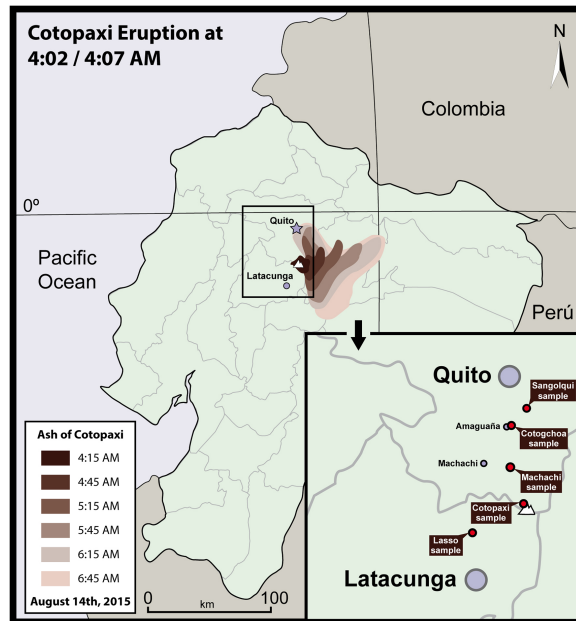 Cotopaxi Eruption at
4:02 / 4:07 AM
N
Colombia
0º
Quito
Pacific
Ocean
Latacunga
Perú
Quito
Sangolqui
sample
Amaguaña
Cotogchoa
sample
Machachi
Machachi
sample
Cotopaxi
sample
Lasso
sample
Latacunga
Ash of Cotopaxi
4:15 AM
4:45 AM
5:15 AM
5:45 AM
6:15 AM
6:45 AM
August 14th, 2015
0
km
100